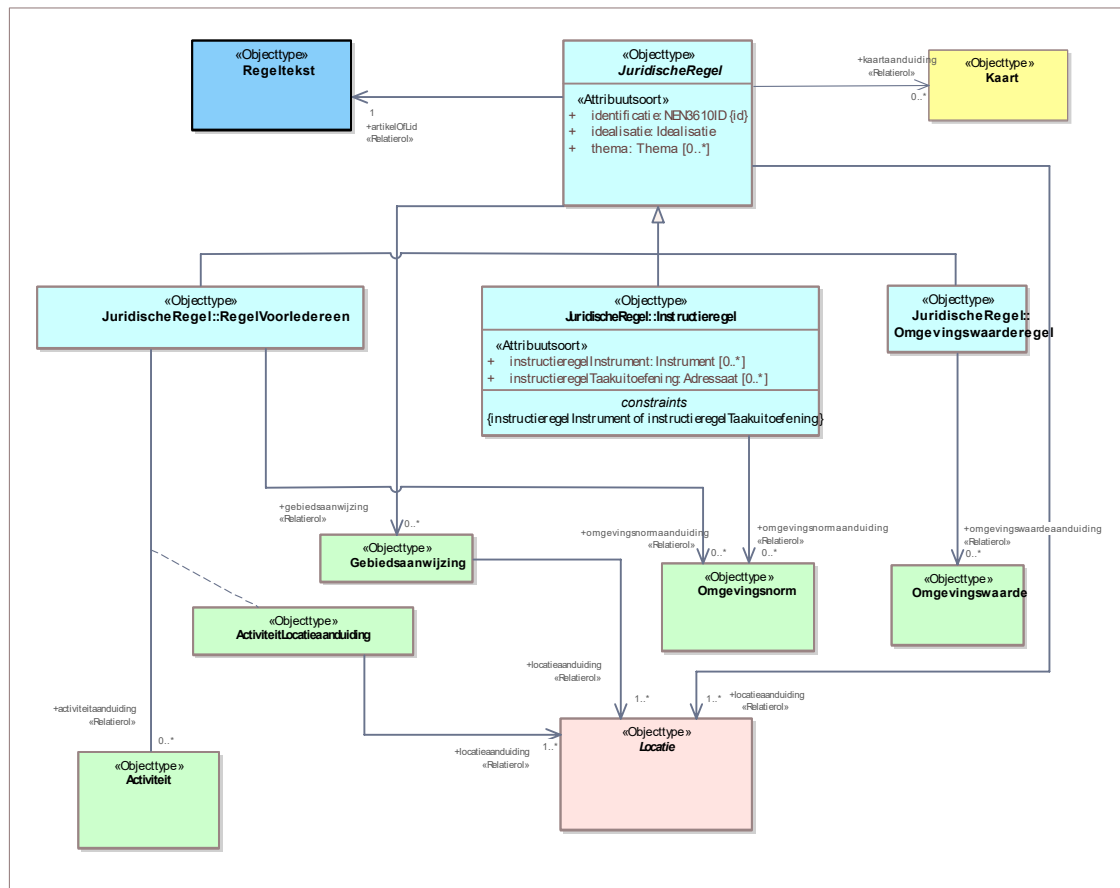 «Objecttype»
Regeltekst
«Objecttype»
JuridischeRegel
«Attribuutsoort»
+ identificatie: NEN3610ID {id}
+ idealisatie: Idealisatie
+ thema: Thema [0..*]
+kaartaanduiding
«Relatierol»
0..*
«Objecttype»
Kaart
1
+artikelOfLid
«Relatierol»
«Objecttype»
JuridischeRegel::RegelVoorIedereen
«Objecttype»
JuridischeRegel::Instructieregel
«Attribuutsoort»
+ instructieregelInstrument: Instrument [0..*]
+ instructieregelTaakuitoefening: Adressaat [0..*]
constraints
{instructieregelInstrument of instructieregelTaakuitoefening}
«Objecttype»
JuridischeRegel::
Omgevingswaarderegel
+gebiedsaanwijzing
«Relatierol»
0..*
+omgevingsnormaanduiding
«Relatierol»
0..*
+omgevingsnormaanduiding
«Relatierol»
0..*
+omgevingswaardeaanduiding
«Relatierol»
0..*
«Objecttype»
Gebiedsaanwijzing
«Objecttype»
Omgevingsnorm
«Objecttype»
Omgevingswaarde
«Objecttype»
ActiviteitLocatieaanduiding
+locatieaanduiding
«Relatierol»
1..*
+locatieaanduiding
«Relatierol»
1..*
+activiteitaanduiding
«Relatierol»
0..*
+locatieaanduiding
«Relatierol»
1..*
«Objecttype»
Locatie
«Objecttype»
Activiteit